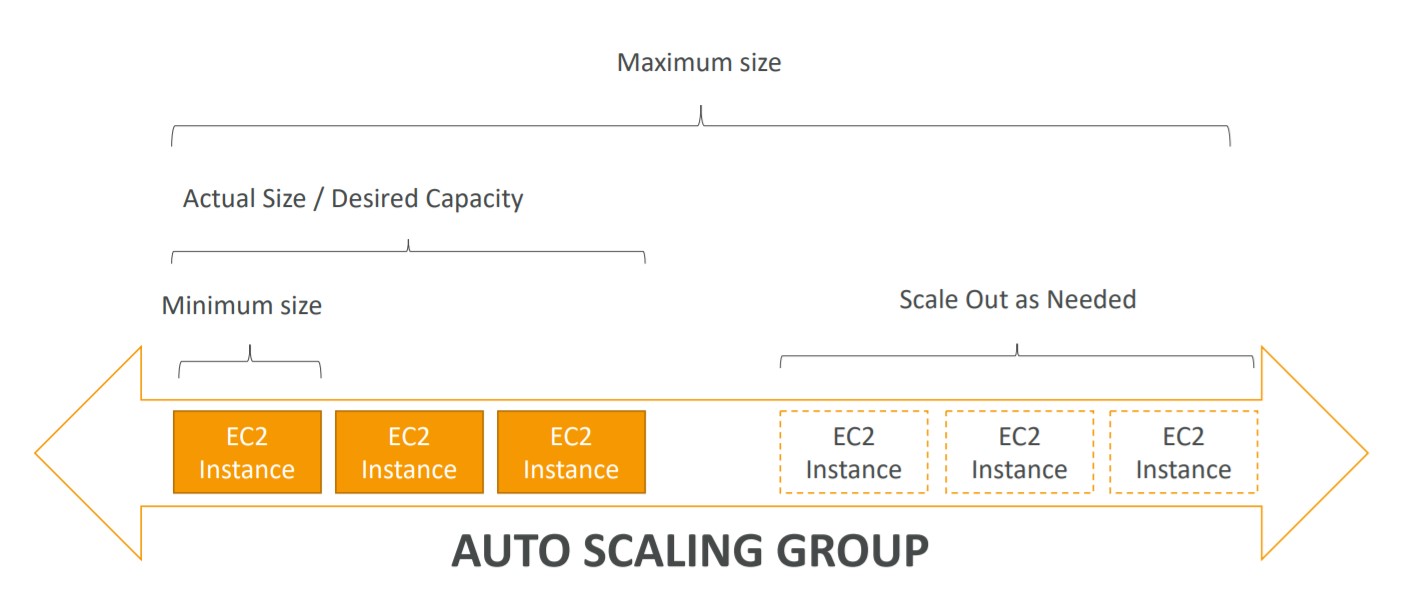 Maximum size
Actual Size / Desired Capacity
Minimum size
Scale Out as Needed
EC2
Instance
EC2
Instance
EC2
Instance
EC2
Instance
EC2
Instance
EC2
Instance
AUTO SCALING GROUP